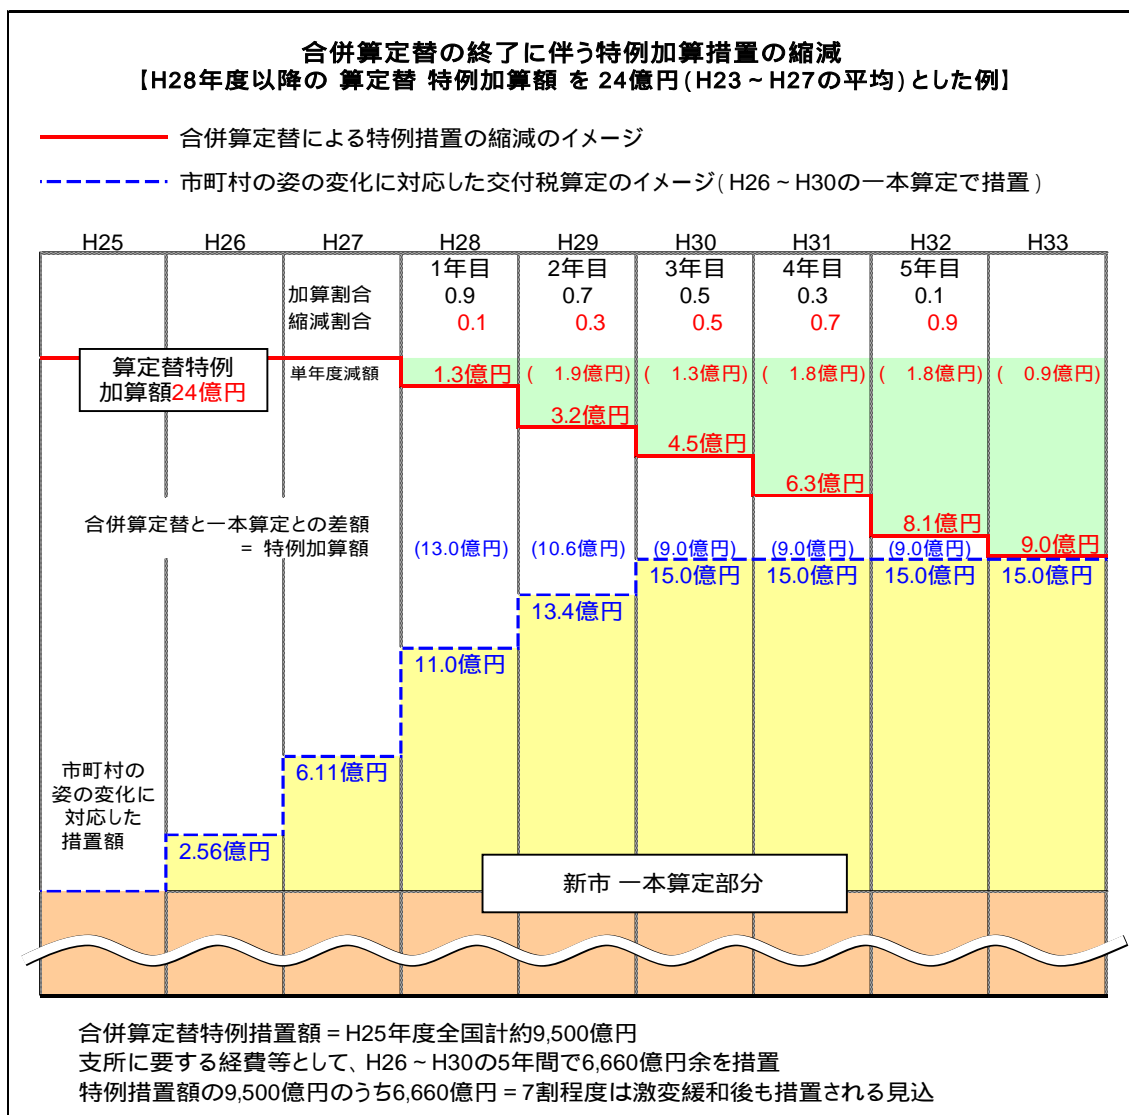 合併算定替の終了に伴う特例加算措置の縮減
【H28年度以降の 算定替 特例加算額 を 24億円(H23～H27の平均)とした例】
合併算定替による特例措置の縮減のイメージ
市町村の姿の変化に対応した交付税算定のイメージ(H26～H30の一本算定で措置)
H25 H26 H27 H28 H29 H30 H31 H32 H33
1年目 2年目 3年目 4年目 5年目
加算割合 0.9 0.7 0.5 0.3 0.1
縮減割合 0.1 0.3 0.5 0.7 0.9
算定替特例
加算額24億円
単年度減額 1.3億円 ( 1.9億円) ( 1.3億円) ( 1.8億円) ( 1.8億円) ( 0.9億円)
3.2億円
4.5億円
6.3億円
8.1億円
9.0億円
合併算定替と一本算定との差額
= 特例加算額
(13.0億円) (10.6億円) (9.0億円) (9.0億円) (9.0億円)
15.0億円 15.0億円 15.0億円 15.0億円
13.4億円
11.0億円
6.11億円
2.56億円
市町村の
姿の変化に
対応した
措置額
新市 一本算定部分
合併算定替特例措置額＝H25年度全国計約9,500億円
支所に要する経費等として、H26～H30の5年間で6,660億円余を措置
特例措置額の9,500億円のうち6,660億円＝7割程度は激変緩和後も措置される見込